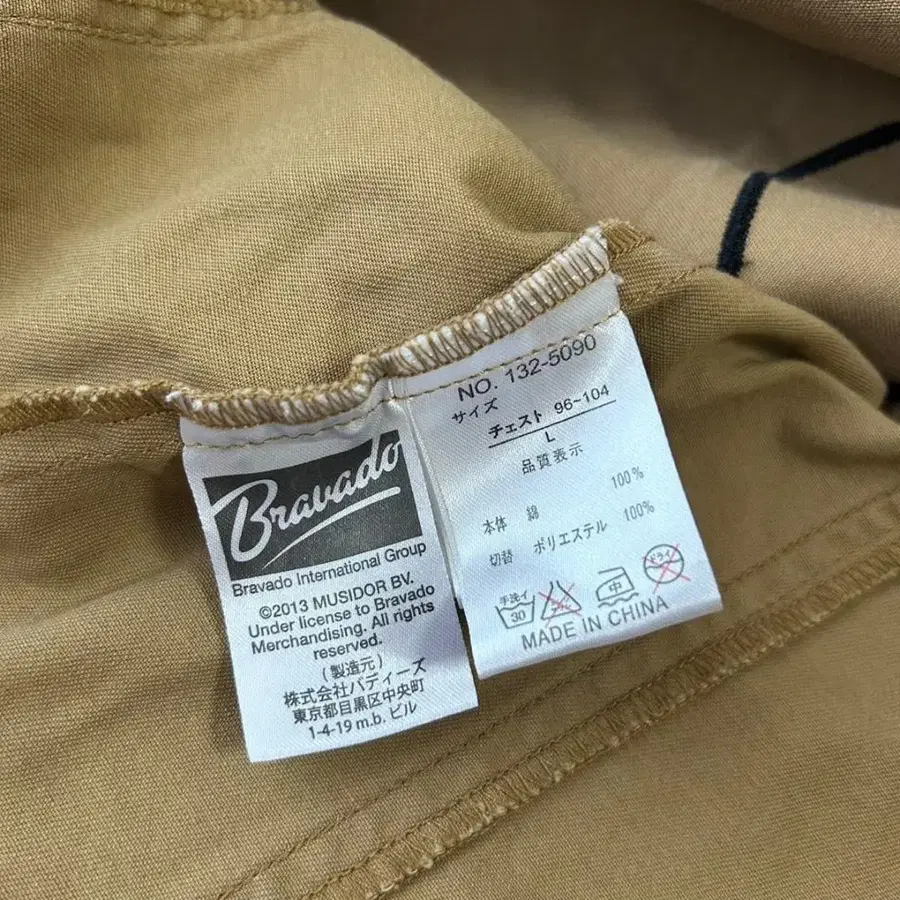 Bravado
Bravado International Group
©2013 MUSIDOR BV.
Under license to Bravado
Merchandising. All rights
reserved.
(製造元)
株式会社バディーズ
東京都目黒区中央町
1-4-19 m.b. ビル
NO. 132-5090
サイズ
チェスト 96~104
L
品質表示
100%
本体 綿
切替 ポリエステル 100%
手洗イ 30 中 ドライ
MADE IN CHINA